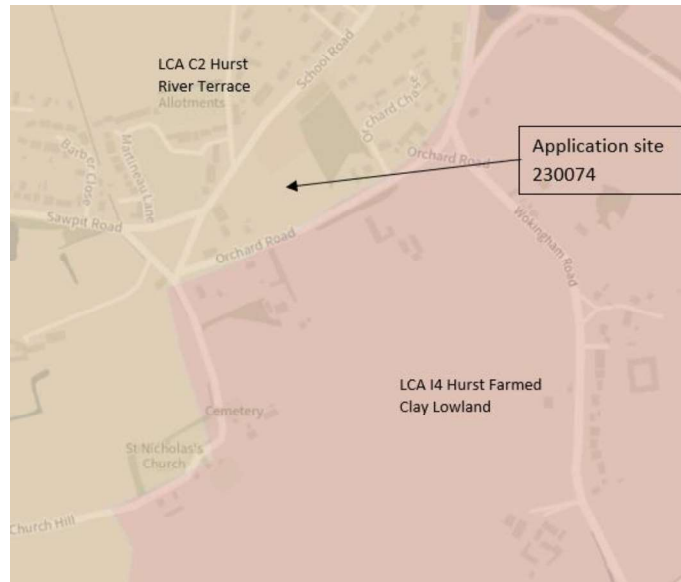 LCA C2 Hurst
River Terrace
Allotments
School Road
Orchard Chase
Barber Close
Martineau Lane
Application site
230074
Orchard Road
Sawpit Road
Orchard Road
Wokingham Road
LCA I4 Hurst Farmed
Clay Lowland
Cemetery
St Nicholas's
Church
Church Hill